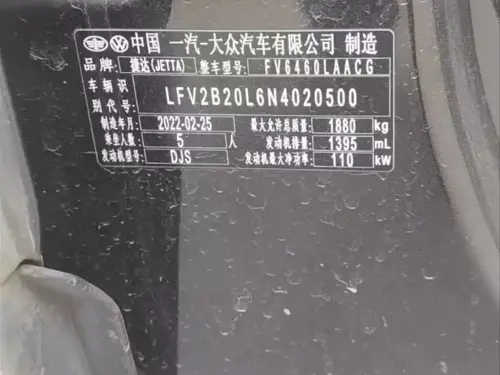 中国 一汽-大众汽车有限公司 制造
品牌: 捷达(JETTA) 整车型号: FV6460LAACG
车辆识别代号: LFV2B20L6N4020500
制造年月: 2022-02-25 最大允许总质量: 1880 kg
乘坐人数: 5 人 发动机排量: 1395 mL
发动机型号: DJS 发动机最大净功率: 110 kW